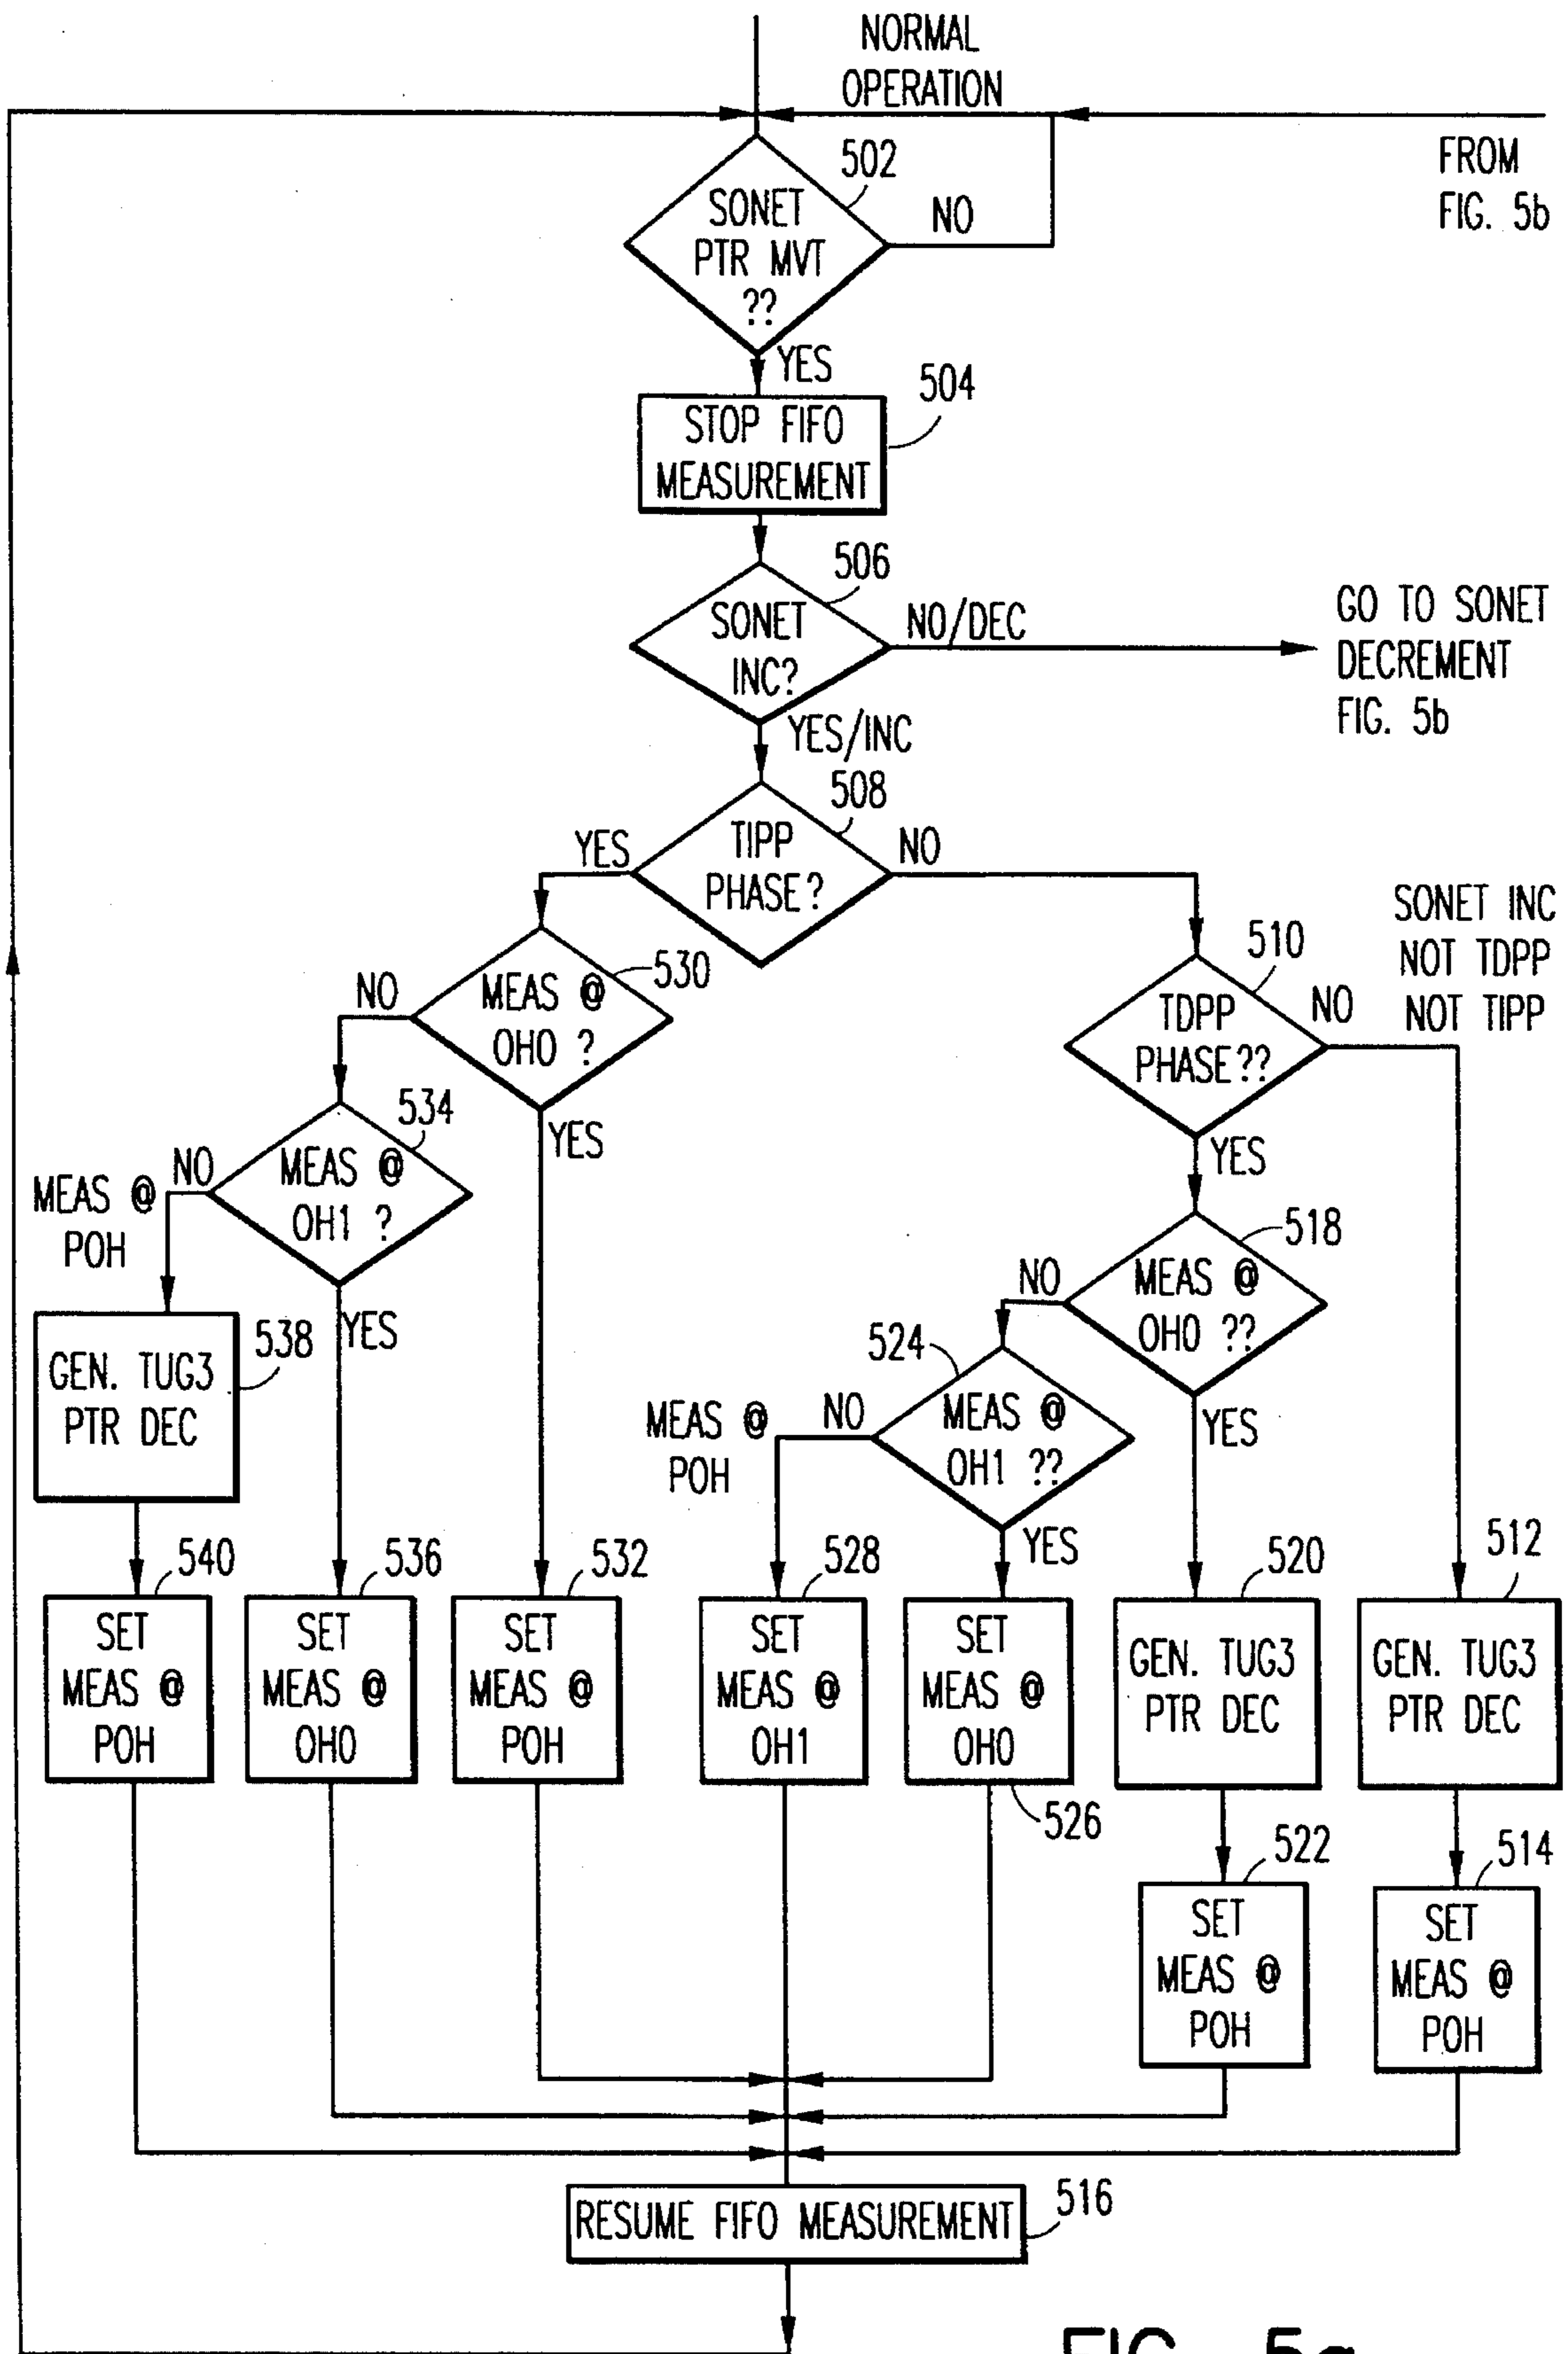 NORMAL
OPERATION
FROM
FIG. 5b
502
SONET
PTR MVT
??
NO
YES
504
STOP FIFO
MEASUREMENT
506
SONET
INC?
NO/DEC
GO TO SONET
DECREMENT
FIG. 5b
YES/INC
508
TIPP
PHASE?
YES
NO
SONET INC
NOT TDPP
NOT TIPP
510
TDPP
PHASE??
NO
YES
530
MEAS @
OH0 ?
NO
YES
534
MEAS @
OH1 ?
NO
MEAS @
POH
YES
518
MEAS @
OH0 ??
NO
YES
524
MEAS @
OH1 ??
NO
MEAS @
POH
YES
538
GEN. TUG3
PTR DEC
540
SET
MEAS @
POH
536
SET
MEAS @
OH0
532
SET
MEAS @
POH
528
SET
MEAS @
OH1
526
SET
MEAS @
OH0
520
GEN. TUG3
PTR DEC
512
GEN. TUG3
PTR DEC
522
SET
MEAS @
POH
514
SET
MEAS @
POH
516
RESUME FIFO MEASUREMENT